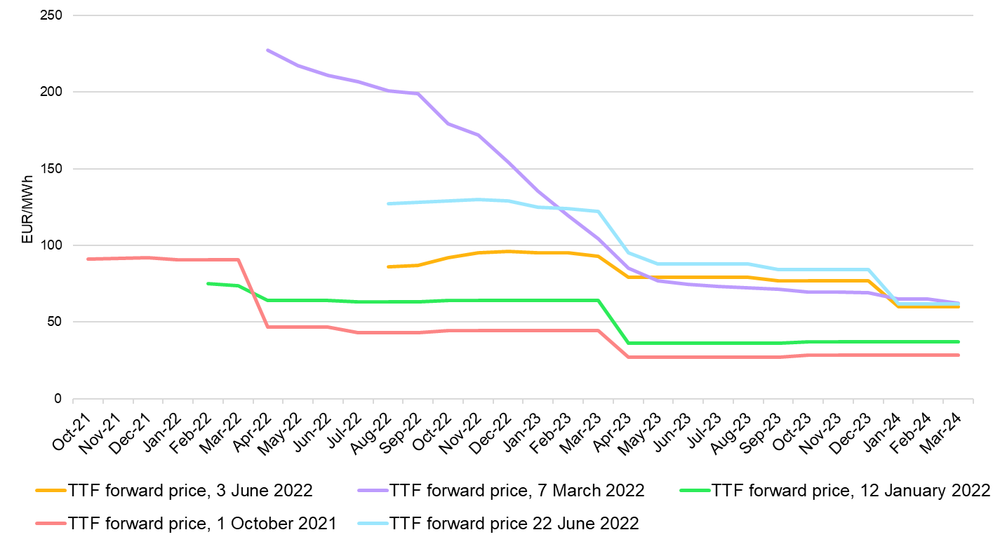 250
200
150
100
50
0
EUR/MWh
Oct-21
Nov-21
Dec-21
Jan-22
Feb-22
Mar-22
Apr-22
May-22
Jun-22
Jul-22
Aug-22
Sep-22
Oct-22
Nov-22
Dec-22
Jan-23
Feb-23
Mar-23
Apr-23
May-23
Jun-23
Jul-23
Aug-23
Sep-23
Oct-23
Nov-23
Dec-23
Jan-24
Feb-24
Mar-24
TTF forward price, 3 June 2022
TTF forward price, 7 March 2022
TTF forward price, 12 January 2022
TTF forward price, 1 October 2021
TTF forward price 22 June 2022